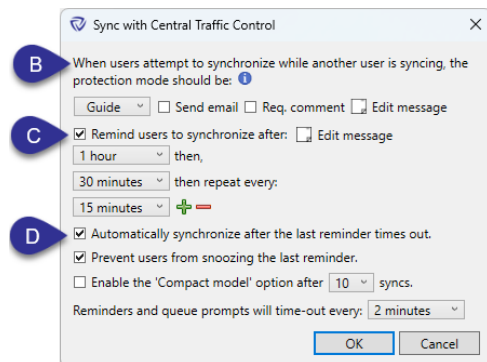 Sync with Central Traffic Control
B
When users attempt to synchronize while another user is syncing, the
protection mode should be:
Guide Send email Req. comment Edit message
C
Remind users to synchronize after: Edit message
1 hour then,
30 minutes then repeat every:
15 minutes
D
Automatically synchronize after the last reminder times out.
Prevent users from snoozing the last reminder.
Enable the 'Compact model' option after 10 syncs.
Reminders and queue prompts will time-out every: 2 minutes
OK Cancel